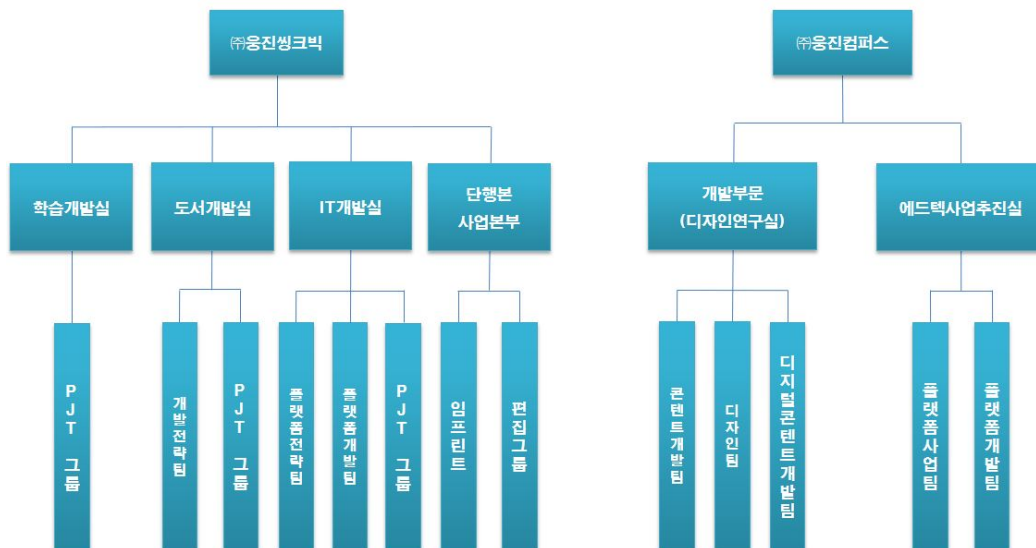 ㈜웅진씽크빅
㈜웅진컴퍼스
학습개발실
도서개발실
IT개발실
단행본
사업본부
개발부문
(디자인연구실)
에드텍사업추진실
PJT 그룹
개발전략팀
PJT 그룹
플랫폼전략팀
플랫폼개발팀
PJT 그룹
임프린트
편집그룹
콘텐트개발팀
디자인팀
디지털콘텐트개발팀
플랫폼사업팀
플랫폼개발팀